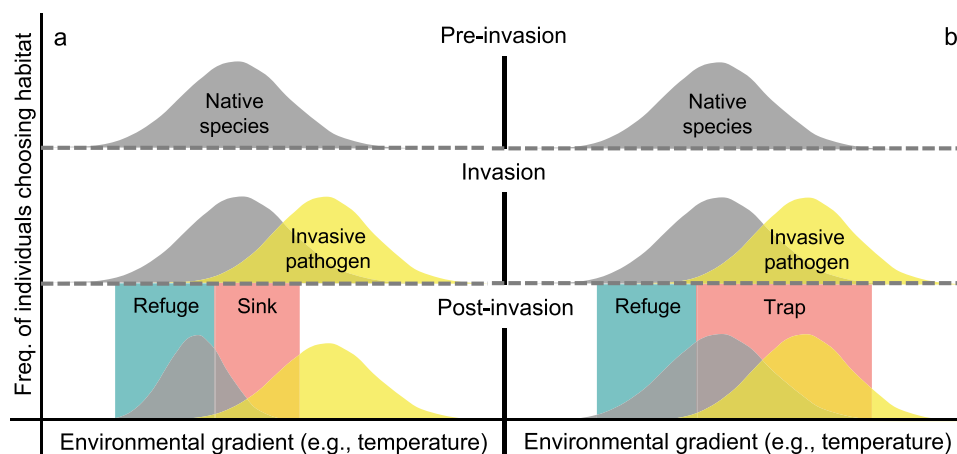 a
Pre-invasion
b
Freq. of individuals choosing habitat
Native
species
Native
species
Invasion
Invasive
pathogen
Invasive
pathogen
Refuge
Sink
Post-invasion
Refuge
Trap
Environmental gradient (e.g., temperature)
Environmental gradient (e.g., temperature)